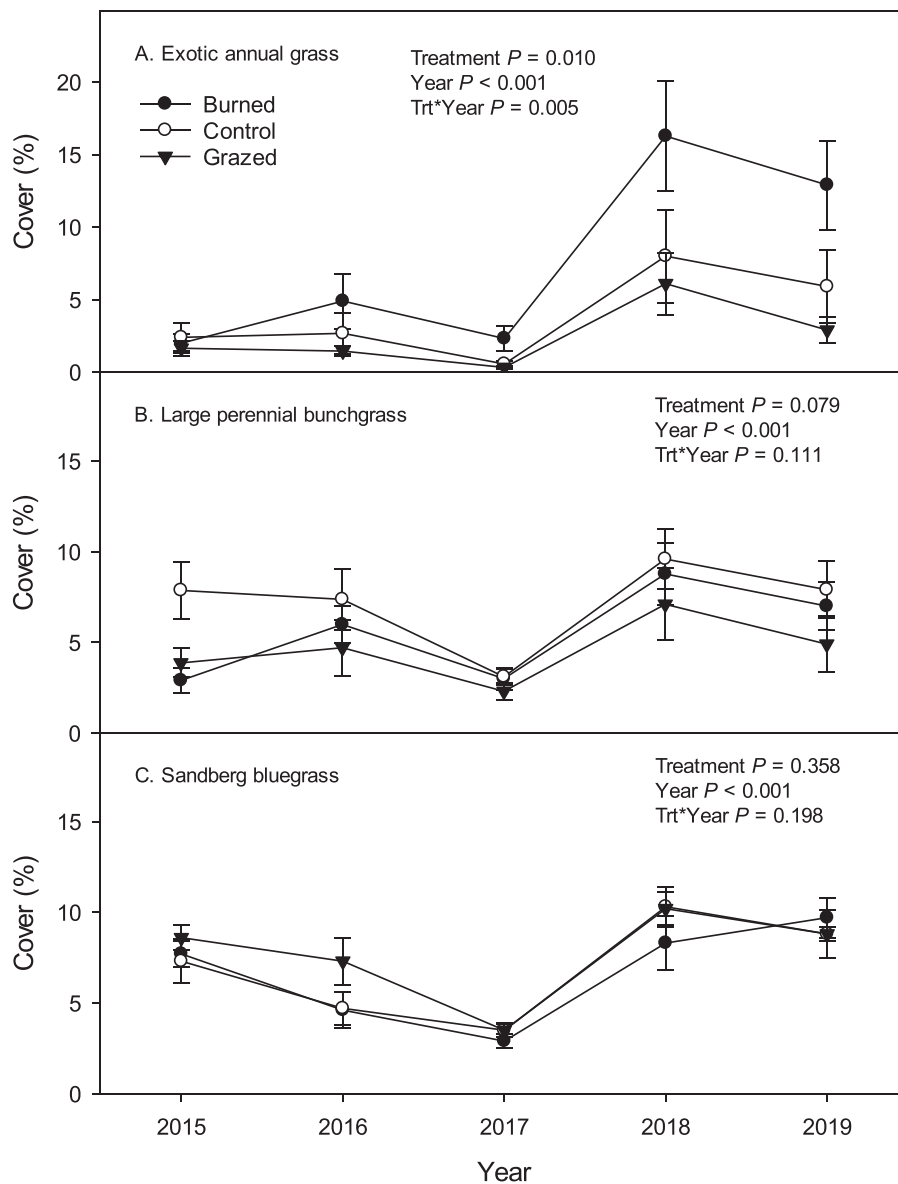 A. Exotic annual grass
Treatment P = 0.010
Year P < 0.001
Trt*Year P = 0.005
Burned
Control
Grazed
Cover (%)
20
15
10
5
0
B. Large perennial bunchgrass
Treatment P = 0.079
Year P < 0.001
Trt*Year P = 0.111
Cover (%)
15
10
5
0
C. Sandberg bluegrass
Treatment P = 0.358
Year P < 0.001
Trt*Year P = 0.198
Cover (%)
15
10
5
0
2015 2016 2017 2018 2019
Year